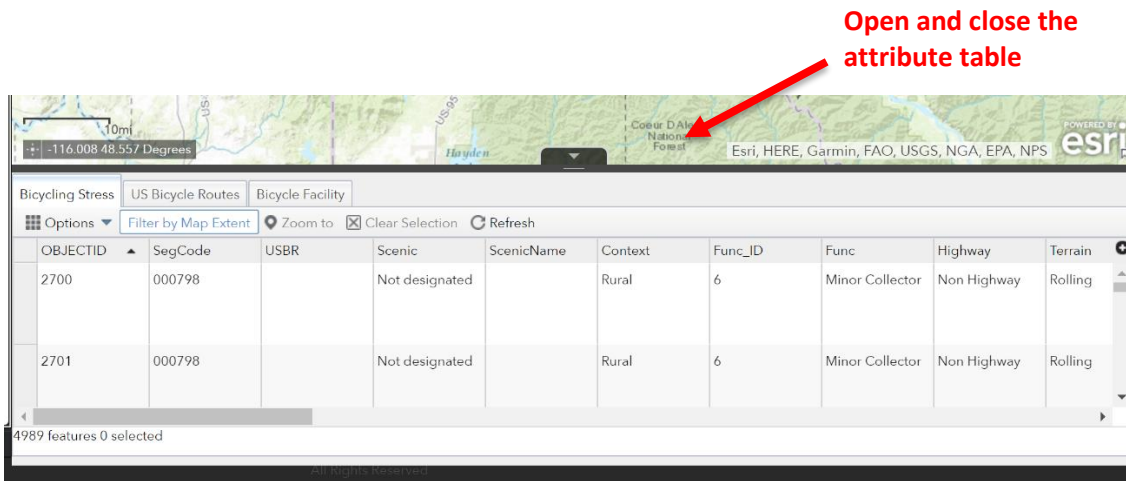 Open and close the
attribute table
US-95
10mi
Coeur D'Alene
National
Forest
POWERED BY
esri
-116.008 48.557 Degrees
Hayden
Esri, HERE, Garmin, FAO, USGS, NGA, EPA, NPS
Bicycling Stress US Bicycle Routes Bicycle Facility
Options Filter by Map Extent Zoom to Clear Selection Refresh
OBJECTID SegCode USBR Scenic ScenicName Context Func_ID Func Highway Terrain
2700 000798 Not designated Rural 6 Minor Collector Non Highway Rolling
2701 000798 Not designated Rural 6 Minor Collector Non Highway Rolling
4989 features 0 selected
All Rights Reserved